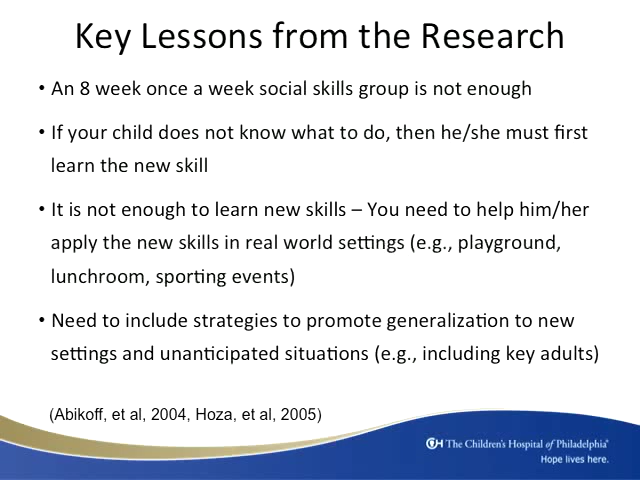 Key Lessons from the Research
• An 8 week once a week social skills group is not enough
• If your child does not know what to do, then he/she must first
learn the new skill
• It is not enough to learn new skills – You need to help him/her
apply the new skills in real world settings (e.g., playground,
lunchroom, sporting events)
• Need to include strategies to promote generalization to new
settings and unanticipated situations (e.g., including key adults)
(Abikoff, et al, 2004, Hoza, et al, 2005)
CH The Children's Hospital of Philadelphia®
Hope lives here.